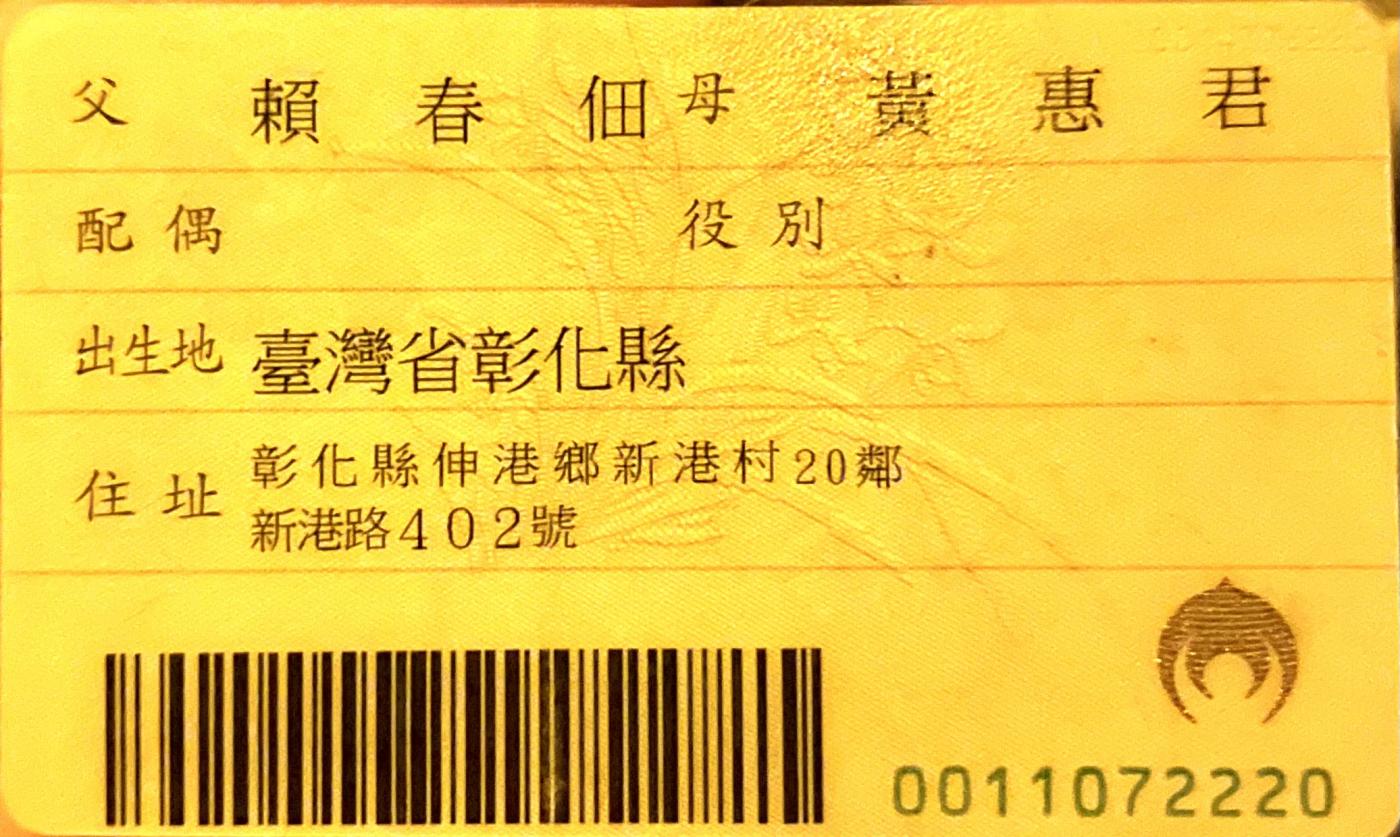 父 賴春佃 母 黃惠君
配偶 役別
出生地 臺灣省彰化縣
住址 彰化縣伸港鄉新港村20鄰
新港路402號
0011072220